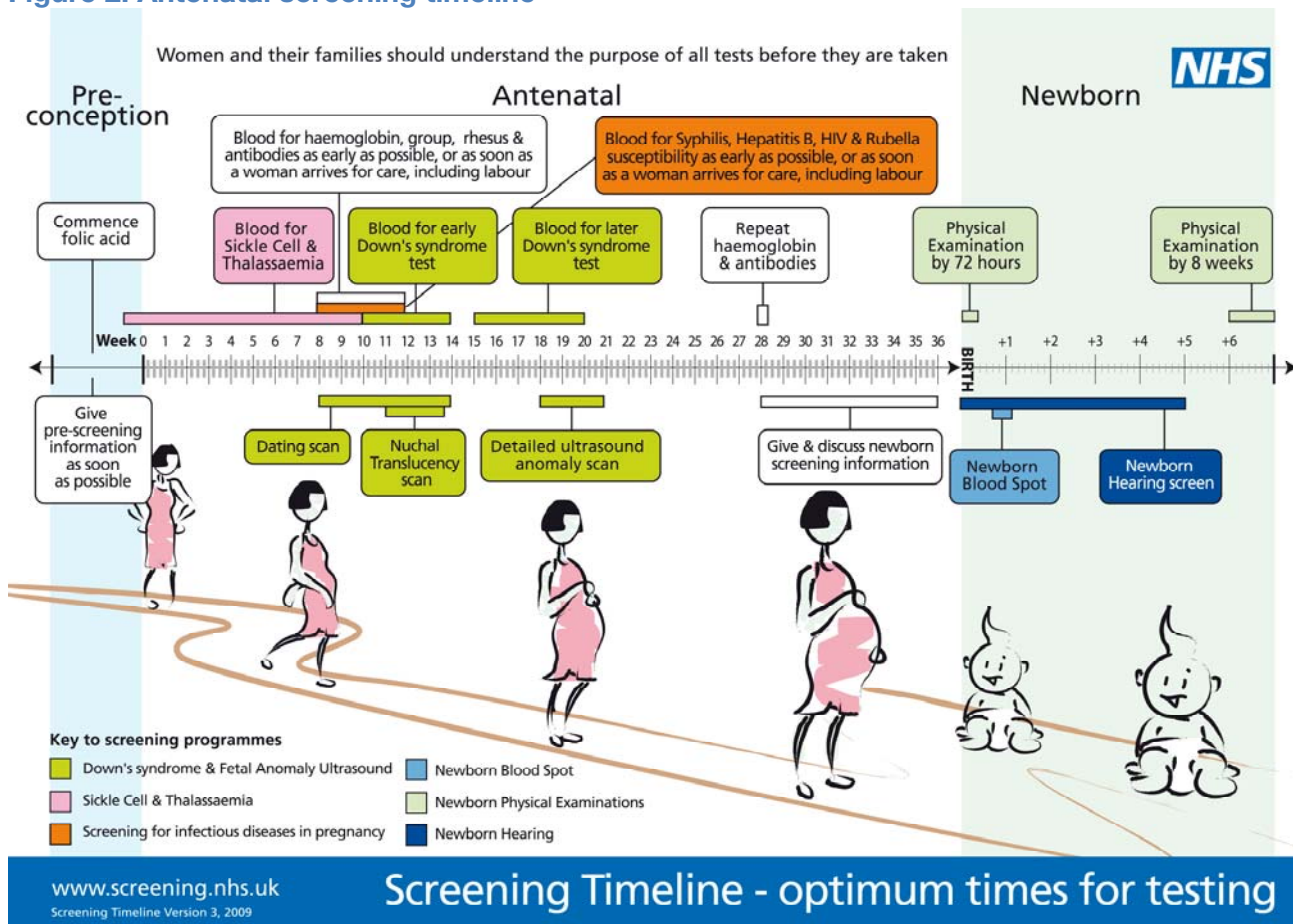 Figure 2. Antenatal screening timeline
Women and their families should understand the purpose of all tests before they are taken
NHS
Pre-
conception
Antenatal
Newborn
Blood for haemoglobin, group, rhesus &
antibodies as early as possible, or as soon as
a woman arrives for care, including labour
Blood for Syphilis, Hepatitis B, HIV & Rubella
susceptibility as early as possible, or as soon
as a woman arrives for care, including labour
Commence
folic acid
Blood for
Sickle Cell &
Thalassaemia
Blood for early
Down's syndrome
test
Blood for later
Down's syndrome
test
Repeat
haemoglobin
& antibodies
Physical
Examination
by 72 hours
Physical
Examination
by 8 weeks
Week 0 1 2 3 4 5 6 7 8 9 10 11 12 13 14 15 16 17 18 19 20 21 22 23 24 25 26 27 28 29 30 31 32 33 34 35 36
BIRTH
+1 +2 +3 +4 +5 +6
Give
pre-screening
information
as soon
as possible
Dating scan
Nuchal
Translucency
scan
Detailed ultrasound
anomaly scan
Give & discuss newborn
screening information
Newborn
Blood Spot
Newborn
Hearing screen
Key to screening programmes
Down's syndrome & Fetal Anomaly Ultrasound
Sickle Cell & Thalassaemia
Screening for infectious diseases in pregnancy
Newborn Blood Spot
Newborn Physical Examinations
Newborn Hearing
www.screening.nhs.uk
Screening Timeline Version 3, 2009
Screening Timeline - optimum times for testing